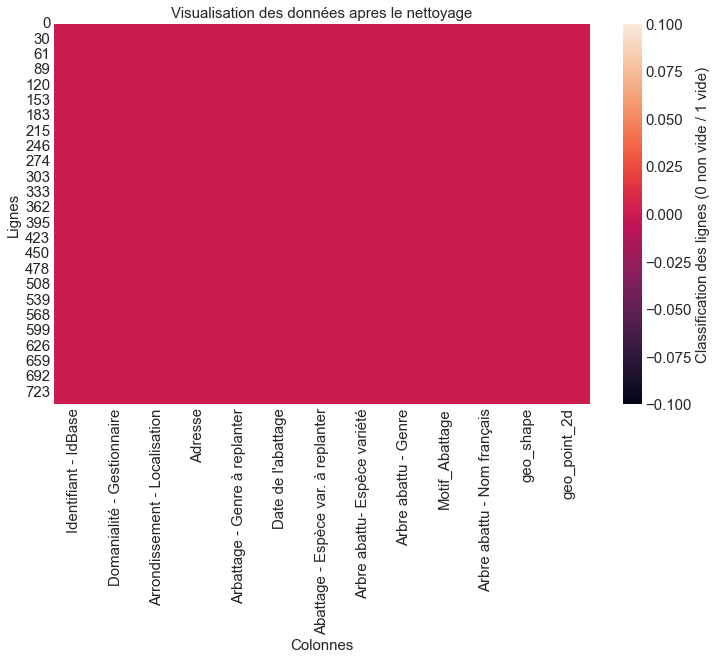 Visualisation des données apres le nettoyage
Lignes
0
30
61
89
120
153
183
215
246
274
303
333
362
395
423
450
478
508
539
568
599
626
659
692
723
Identifiant - IdBase
Domanialité - Gestionnaire
Arrondissement - Localisation
Adresse
Arbattage - Genre à replanter
Date de l'abattage
Abattage - Espèce var. à replanter
Arbre abattu- Espèce variété
Arbre abattu - Genre
Motif_Abattage
Arbre abattu - Nom français
geo_shape
geo_point_2d
Colonnes
0.100
0.075
0.050
0.025
0.000
−0.025
−0.050
−0.075
−0.100
Classification des lignes (0 non vide / 1 vide)